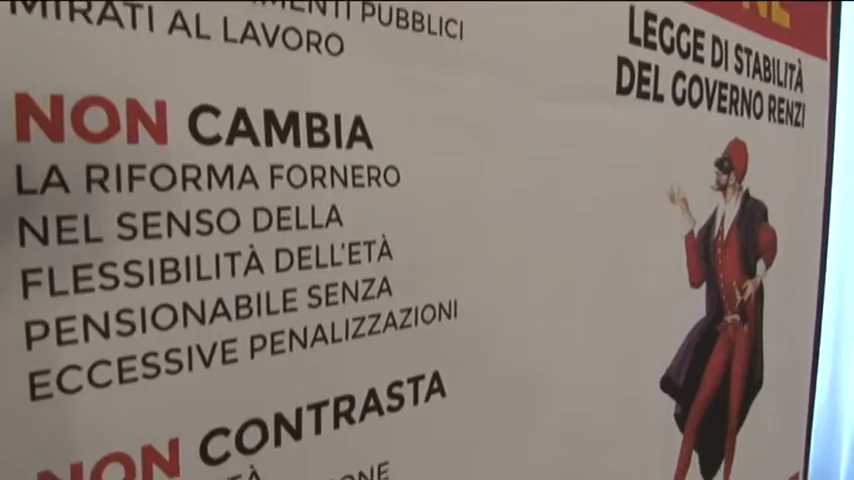 PUBBLICI
MIRATI AL LAVORO
NON CAMBIA
LA RIFORMA FORNERO
NEL SENSO DELLA
FLESSIBILITÀ DELL'ETÀ
PENSIONABILE SENZA
ECCESSIVE PENALIZZAZIONI
NON CONTRASTA
LEGGE DI STABILITÀ
DEL GOVERNO RENZI